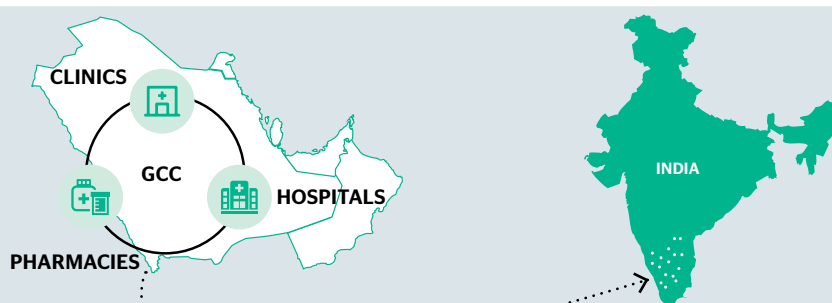 CLINICS
GCC
HOSPITALS
PHARMACIES
INDIA